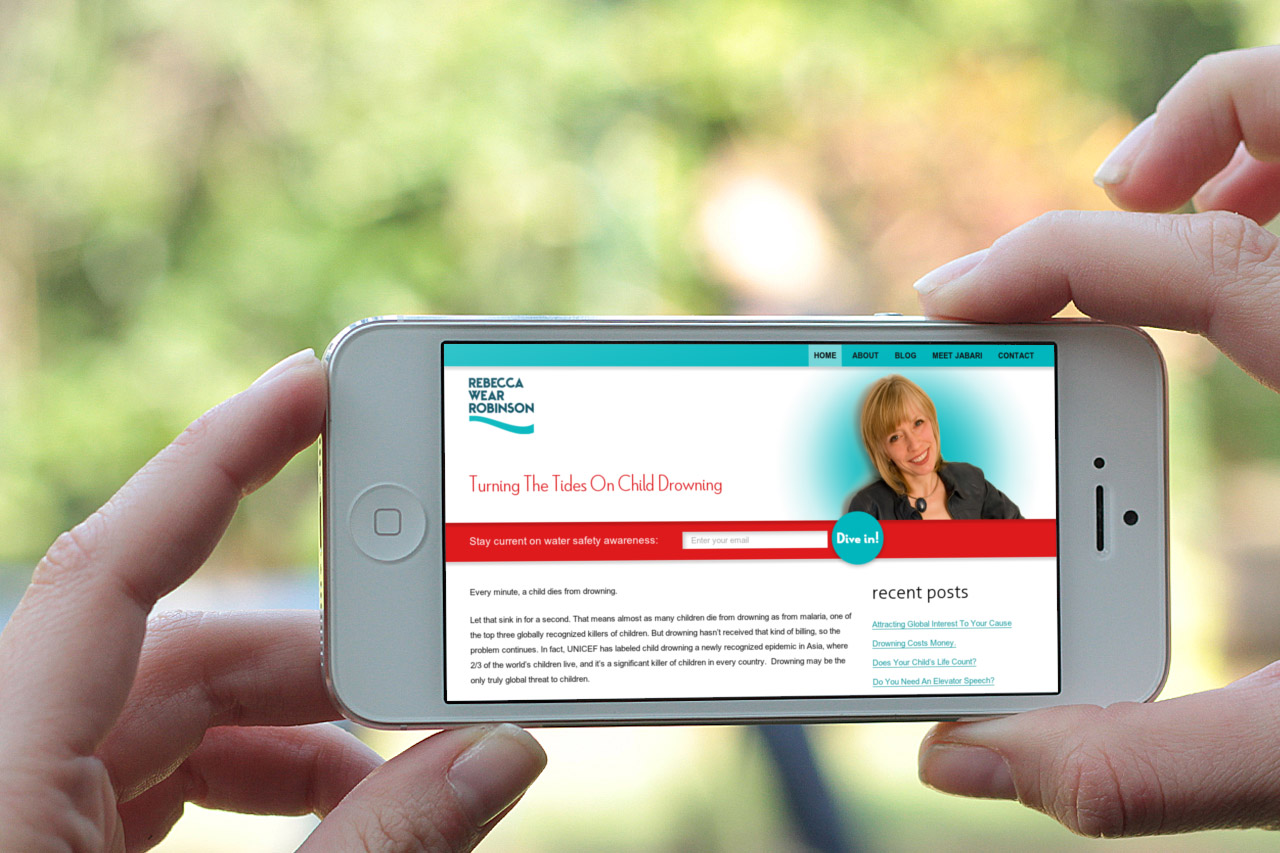 HOME ABOUT BLOG MEET JABARI CONTACT
REBECCA
WEAR
ROBINSON
Turning The Tides On Child Drowning
Stay current on water safety awareness: Enter your email Dive in!
Every minute, a child dies from drowning.
Let that sink in for a second. That means almost as many children die from drowning as from malaria, one of
the top three globally recognized killers of children. But drowning hasn't received that kind of billing, so the
problem continues. In fact, UNICEF has labeled child drowning a newly recognized epidemic in Asia, where
2/3 of the world's children live, and it's a significant killer of children in every country. Drowning may be the
only truly global threat to children.
recent posts
Attracting Global Interest To Your Cause
Drowning Costs Money.
Does Your Child's Life Count?
Do You Need An Elevator Speech?